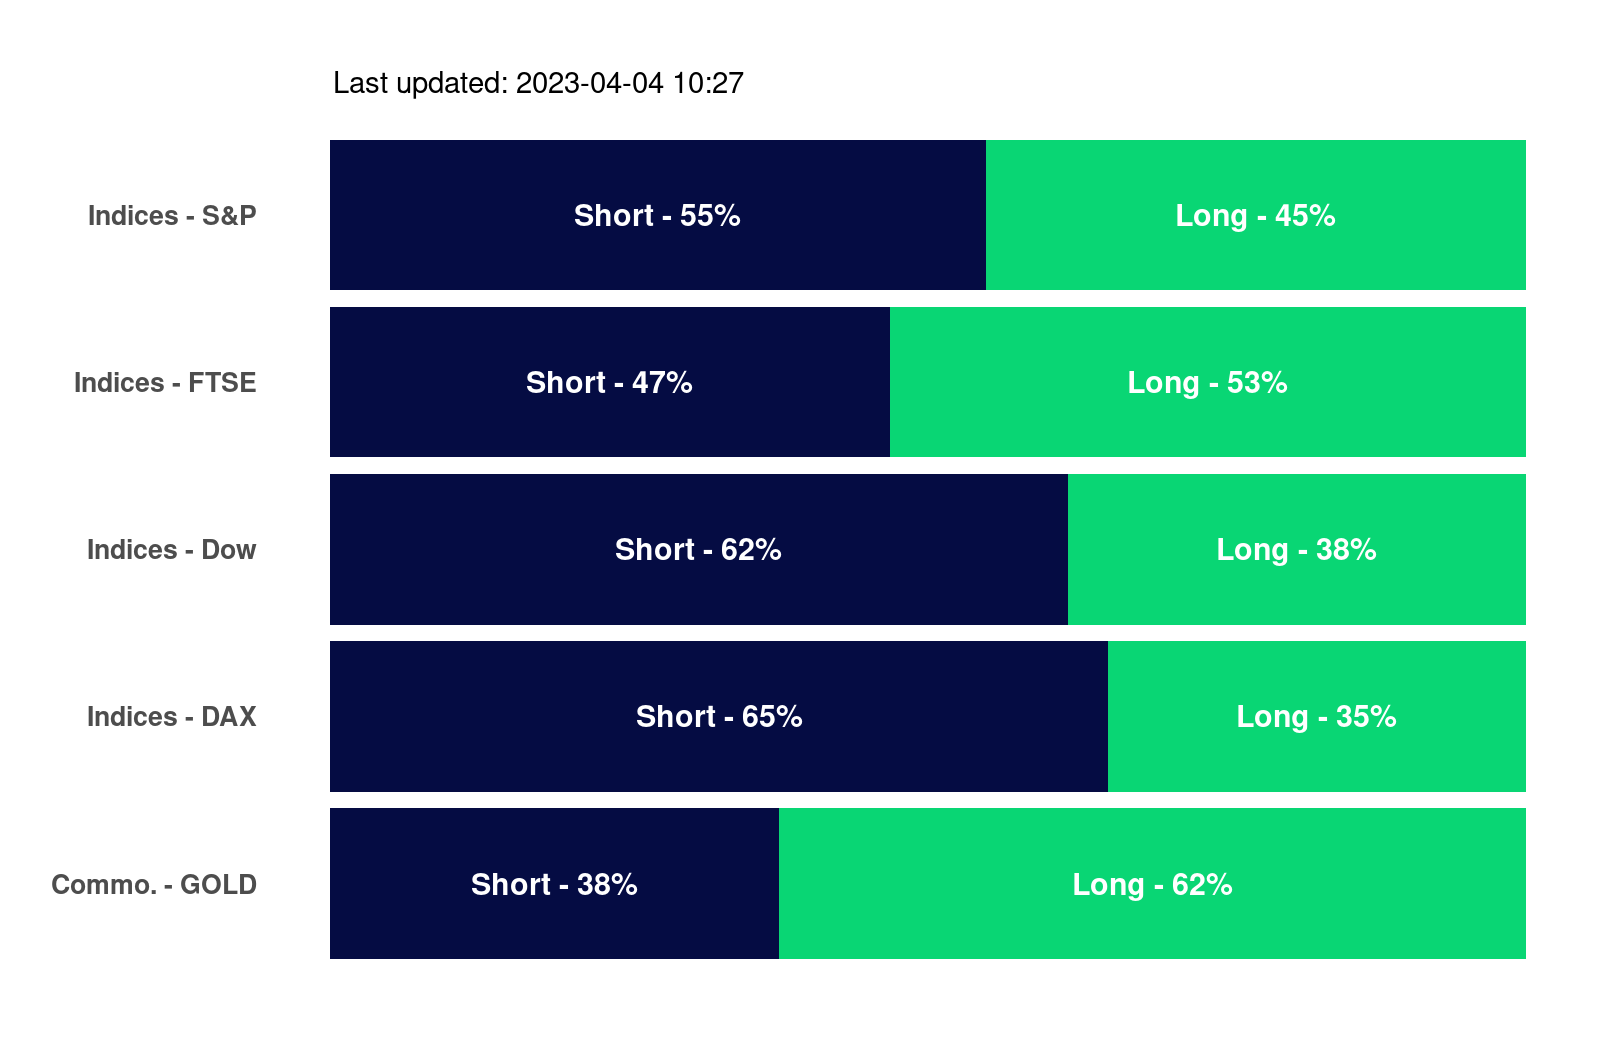 Last updated: 2023-04-04 10:27
Indices - S&P Short - 55% Long - 45%
Indices - FTSE Short - 47% Long - 53%
Indices - Dow Short - 62% Long - 38%
Indices - DAX Short - 65% Long - 35%
Commo. - GOLD Short - 38% Long - 62%